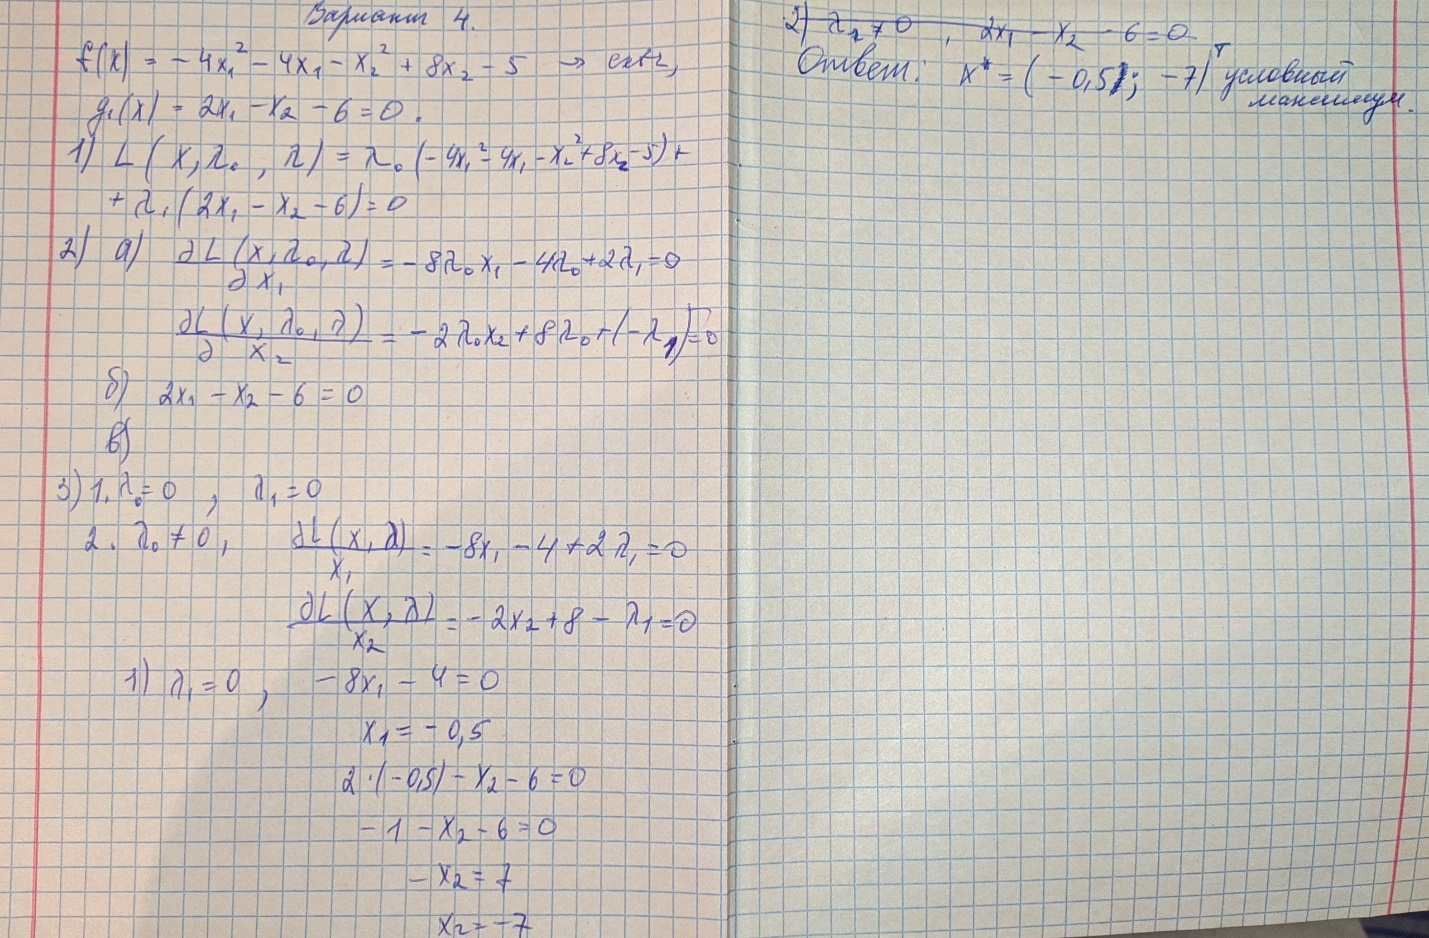 Вариант 4.
f(x) = -4x₁² - 4x₁ - x₂² + 8x₂ - 5 → extr,
g₁(x) = 2x₁ - x₂ - 6 = 0.
1) L(x, λ₀, λ) = λ₀(-4x₁² - 4x₁ - x₂² + 8x₂ - 5) +
+ λ₁(2x₁ - x₂ - 6) = 0
2) а) ∂L(x, λ₀, λ)/∂x₁ = -8λ₀x₁ - 4λ₀ + 2λ₁ = 0
∂L(x, λ₀, λ)/∂x₂ = -2λ₀x₂ + 8λ₀ + (-λ₁) = 0
б) 2x₁ - x₂ - 6 = 0
в)
3) 1. λ₀ = 0, λ₁ = 0
2. λ₀ ≠ 0, ∂L(x, λ)/x₁ = -8x₁ - 4 + 2λ₁ = 0
∂L(x, λ)/x₂ = -2x₂ + 8 - λ₁ = 0
1) λ₁ = 0, -8x₁ - 4 = 0
x₁ = -0,5
2·(-0,5) - x₂ - 6 = 0
-1 - x₂ - 6 = 0
-x₂ = 7
x₂ = -7
2) λ₁ ≠ 0, 2x₁ - x₂ - 6 = 0
Ответ: x* = (-0,5; -7)ᵀ условный
максимум.